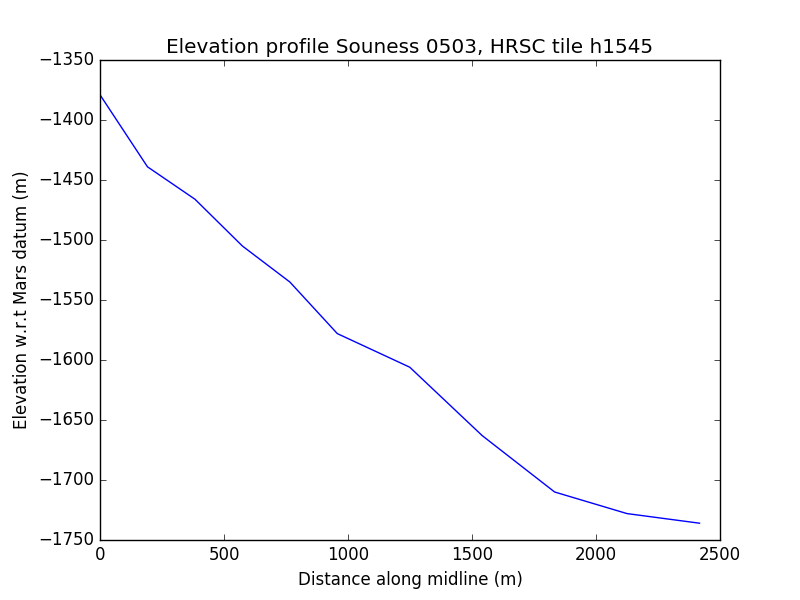 Elevation profile Souness 0503, HRSC tile h1545
−1350
−1400
−1450
−1500
−1550
−1600
−1650
−1700
−1750
Elevation w.r.t Mars datum (m)
0 500 1000 1500 2000 2500
Distance along midline (m)